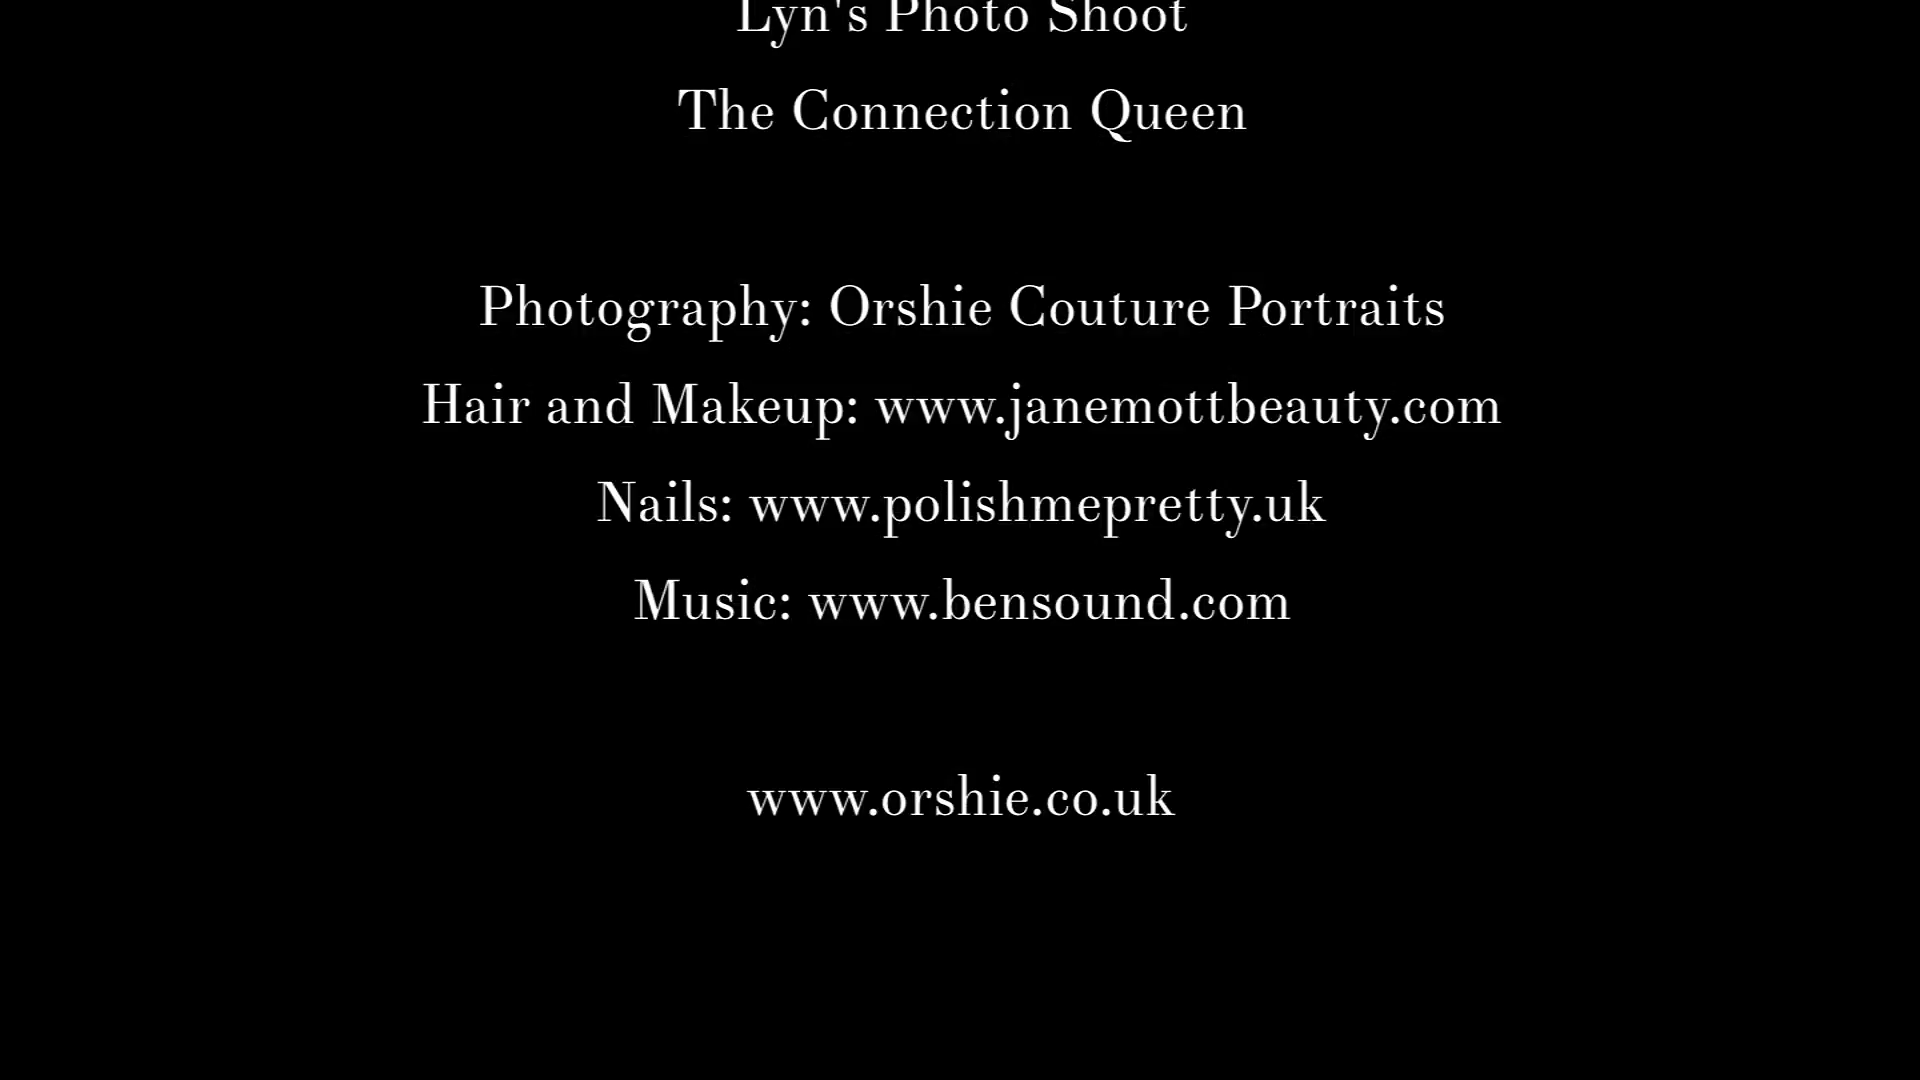 Lyn's Photo Shoot
The Connection Queen
Photography: Orshie Couture Portraits
Hair and Makeup: www.janemottbeauty.com
Nails: www.polishmepretty.uk
Music: www.bensound.com
www.orshie.co.uk